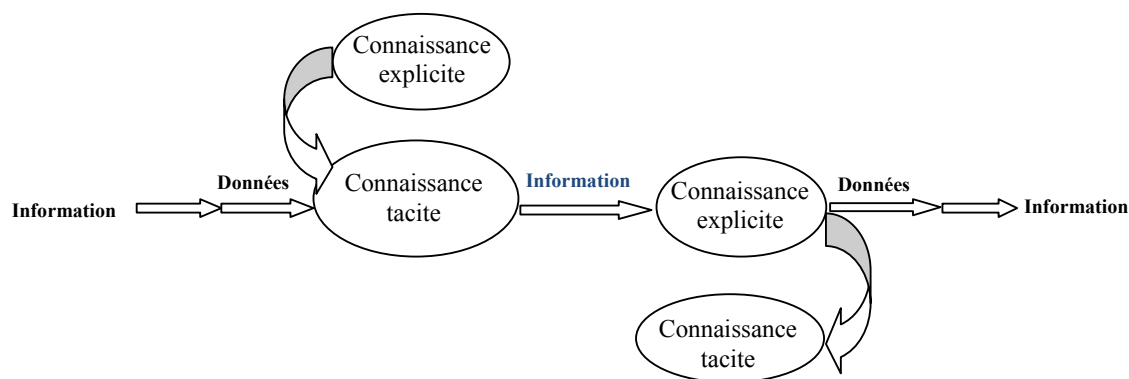 Connaissance
explicite
Données
Connaissance
tacite
Information
Connaissance
explicite
Données
Information
Information
Connaissance
tacite